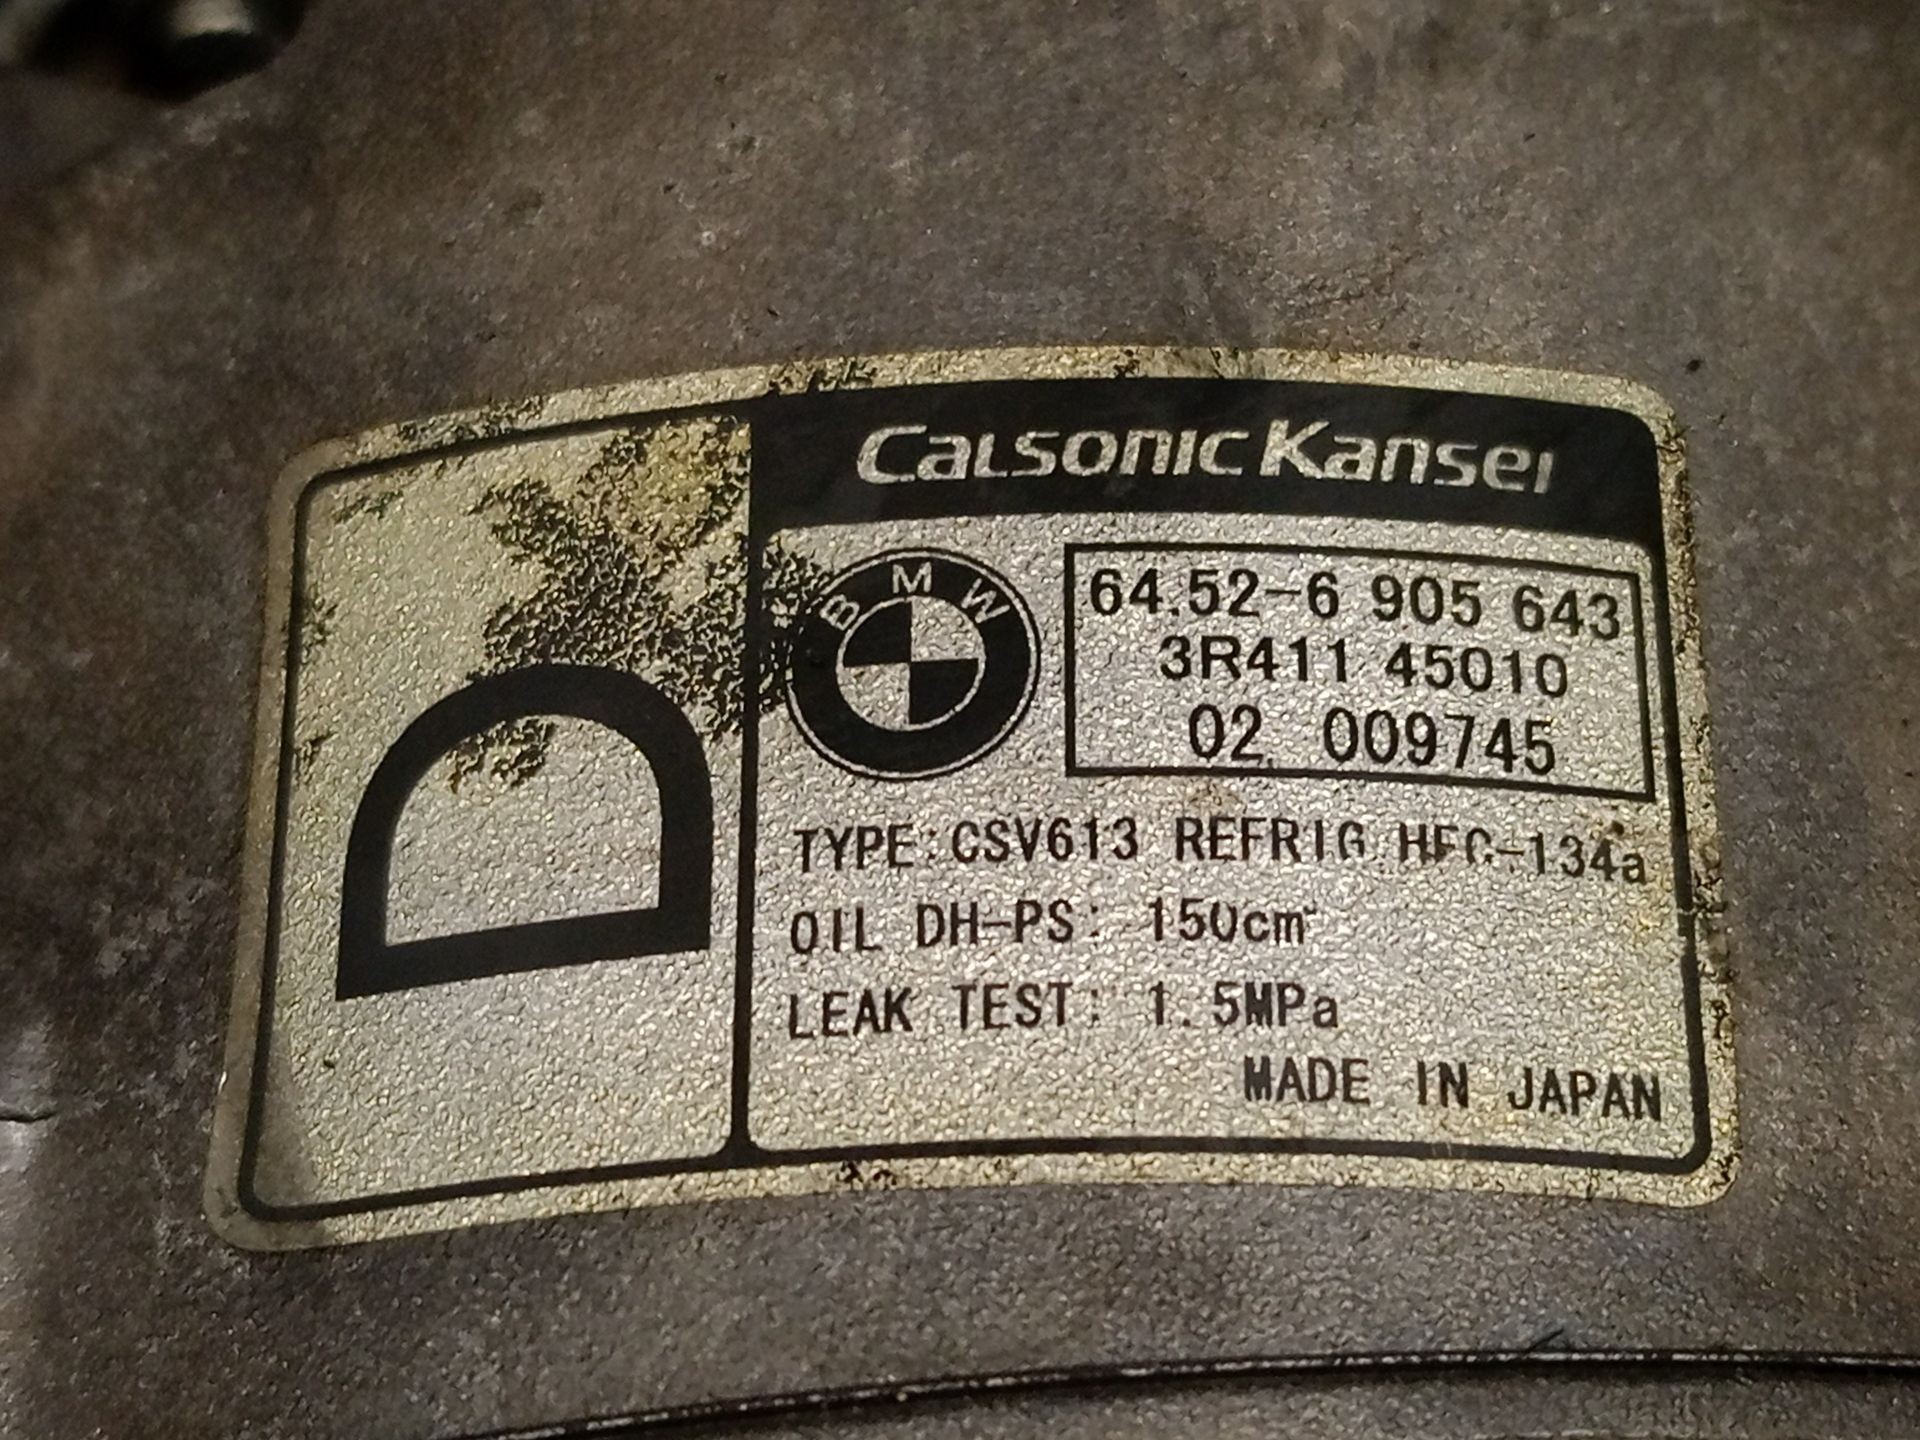 CalsonicKansei
D
BMW
64.52-6 905 643
3R411 45010
02 009745
TYPE:CSV613 REFRIG HFC-134a
OIL DH-PS: 150cm³
LEAK TEST: 1.5MPa
MADE IN JAPAN